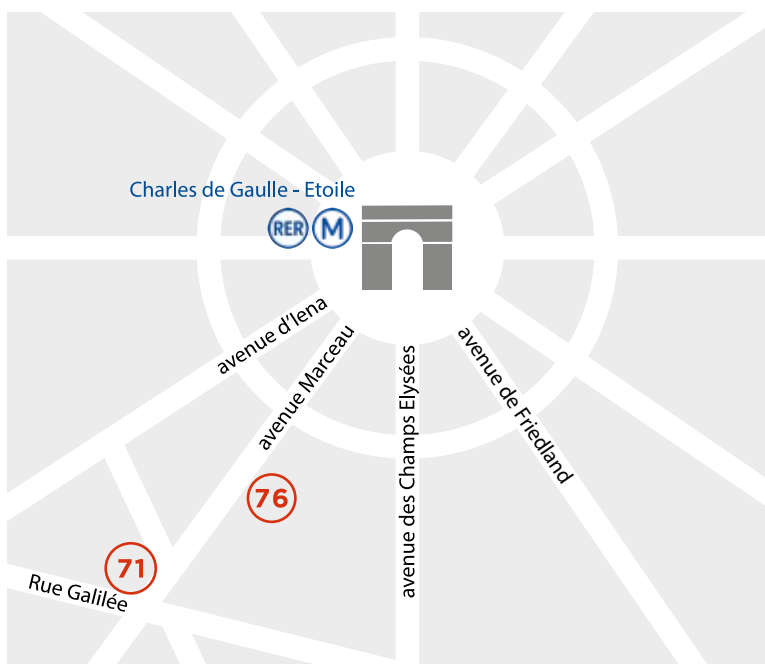 Charles de Gaulle - Etoile
RER M
avenue d'Iena
avenue Marceau
avenue des Champs Elysées
avenue de Friedland
76
71
Rue Galilée